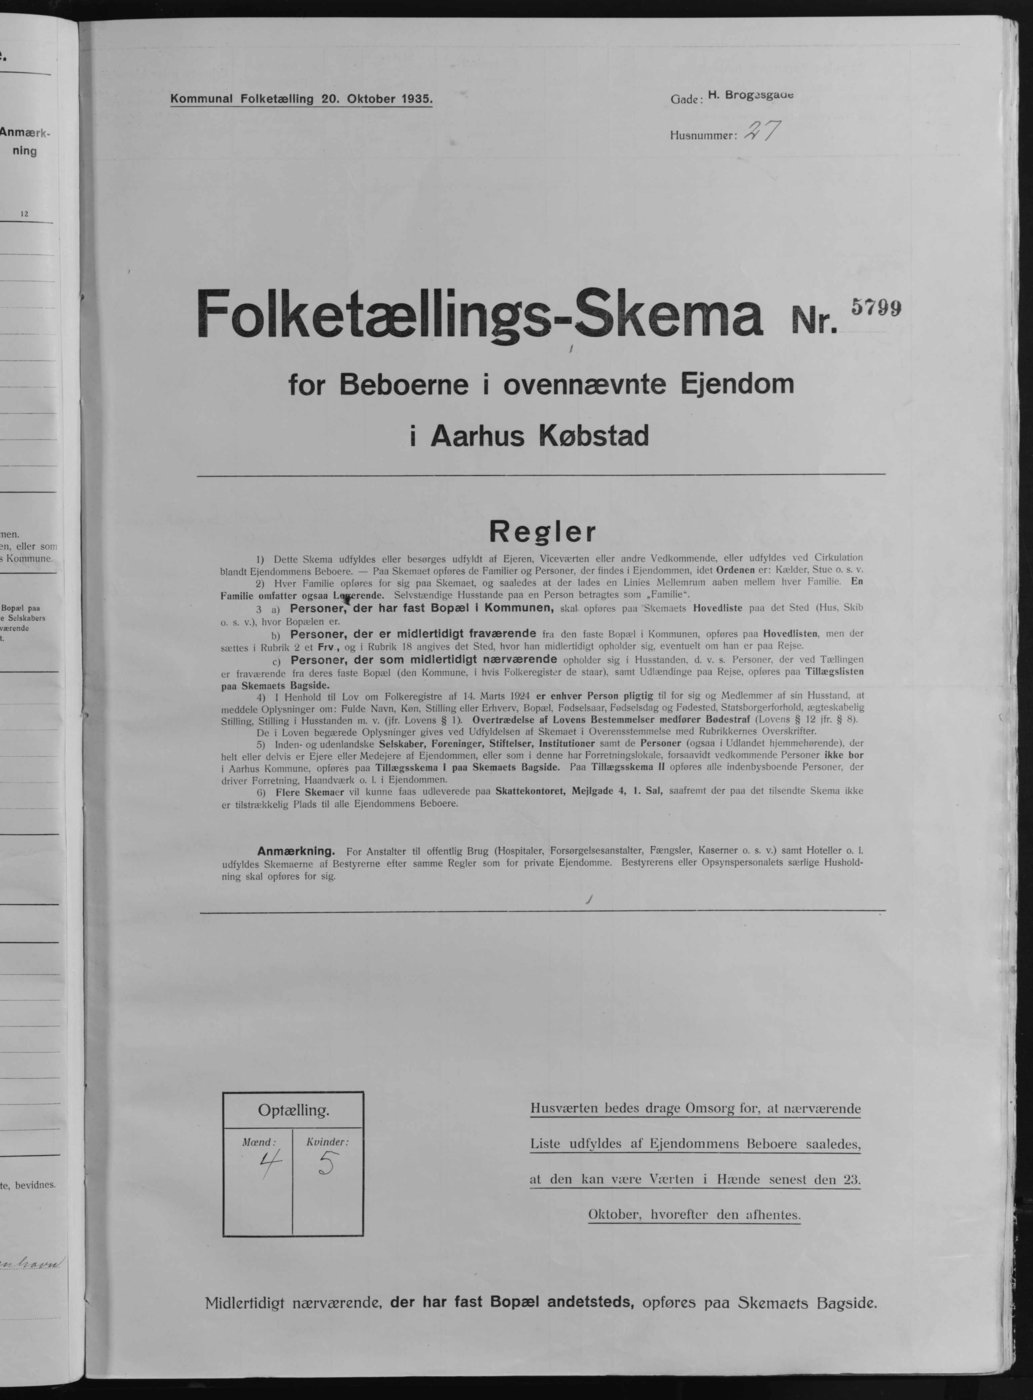 .
Anmærk-
ning
12
men.
en, eller som
s Kommune.
Bopæl paa
e Selskabers
værende
t.
te, bevidnes.
Kommunal Folketælling 20. Oktober 1935.
Gade: H. Brogesgade
Husnummer: 27
Folketællings-Skema Nr. 5799
for Beboerne i ovennævnte Ejendom
i Aarhus Købstad
Regler
1) Dette Skema udfyldes eller besørges udfyldt af Ejeren, Viceværten eller andre Vedkommende, eller udfyldes ved Cirkulation
blandt Ejendommens Beboere. — Paa Skemaet opføres de Familier og Personer, der findes i Ejendommen, idet Ordenen er: Kælder, Stue o. s. v.
2) Hver Familie opføres for sig paa Skemaet, og saaledes at der lades en Linies Mellemrum aaben mellem hver Familie. En
Familie omfatter ogsaa Logerende. Selvstændige Husstande paa en Person betragtes som „Familie“.
3 a) Personer, der har fast Bopæl i Kommunen, skal opføres paa Skemaets Hovedliste paa det Sted (Hus, Skib
o. s. v.), hvor Bopælen er.
b) Personer, der er midlertidigt fraværende fra den faste Bopæl i Kommunen, opføres paa Hovedlisten, men der
sættes i Rubrik 2 et Frv., og i Rubrik 18 angives det Sted, hvor han midlertidigt opholder sig, eventuelt om han er paa Rejse.
c) Personer, der som midlertidigt nærværende opholder sig i Husstanden, d. v. s. Personer, der ved Tællingen
er fraværende fra deres faste Bopæl (den Kommune, i hvis Folkeregister de staar), samt Udlændinge paa Rejse, opføres paa Tillægslisten
paa Skemaets Bagside.
4) I Henhold til Lov om Folkeregistre af 14. Marts 1924 er enhver Person pligtig til for sig og Medlemmer af sin Husstand, at
meddele Oplysninger om: Fulde Navn, Køn, Stilling eller Erhverv, Bopæl, Fødselsaar, Fødselsdag og Fødested, Statsborgerforhold, ægteskabelig
Stilling, Stilling i Husstanden m. v. (jfr. Lovens § 1). Overtrædelse af Lovens Bestemmelser medfører Bødestraf (Lovens § 12 jfr. § 8).
De i Loven begærede Oplysninger gives ved Udfyldelsen af Skemaet i Overensstemmelse med Rubrikkernes Overskrifter.
5) Inden- og udenlandske Selskaber, Foreninger, Stiftelser, Institutioner samt de Personer (ogsaa i Udlandet hjemmehørende), der
helt eller delvis er Ejere eller Medejere af Ejendommen, eller som i denne har Forretningslokale, forsaavidt vedkommende Personer ikke bor
i Aarhus Kommune, opføres paa Tillægsskema I paa Skemaets Bagside. Paa Tillægsskema II opføres alle indenbysboende Personer, der
driver Forretning, Haandværk o. l. i Ejendommen.
6) Flere Skemaer vil kunne faas udleverede paa Skattekontoret, Mejlgade 4, 1. Sal, saafremt der paa det tilsendte Skema ikke
er tilstrækkelig Plads til alle Ejendommens Beboere.
Anmærkning. For Anstalter til offentlig Brug (Hospitaler, Forsørgelsesanstalter, Fængsler, Kaserner o. s. v.) samt Hoteller o. l.
udfyldes Skemaerne af Bestyrerne efter samme Regler som for private Ejendomme. Bestyrerens eller Opsynspersonalets særlige Hushold-
ning skal opføres for sig.
Optælling.
Mænd: Kvinder:
4 5
Husværten bedes drage Omsorg for, at nærværende
Liste udfyldes af Ejendommens Beboere saaledes,
at den kan være Værten i Hænde senest den 23.
Oktober, hvorefter den afhentes.
Midlertidigt nærværende, der har fast Bopæl andetsteds, opføres paa Skemaets Bagside.